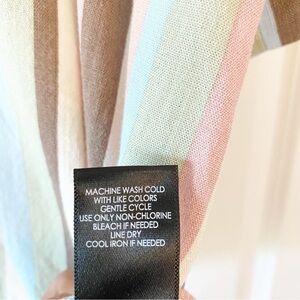 MACHINE WASH COLD
WITH LIKE COLORS
GENTLE CYCLE
USE ONLY NON-CHLORINE
BLEACH IF NEEDED
LINE DRY
COOL IRON IF NEEDED